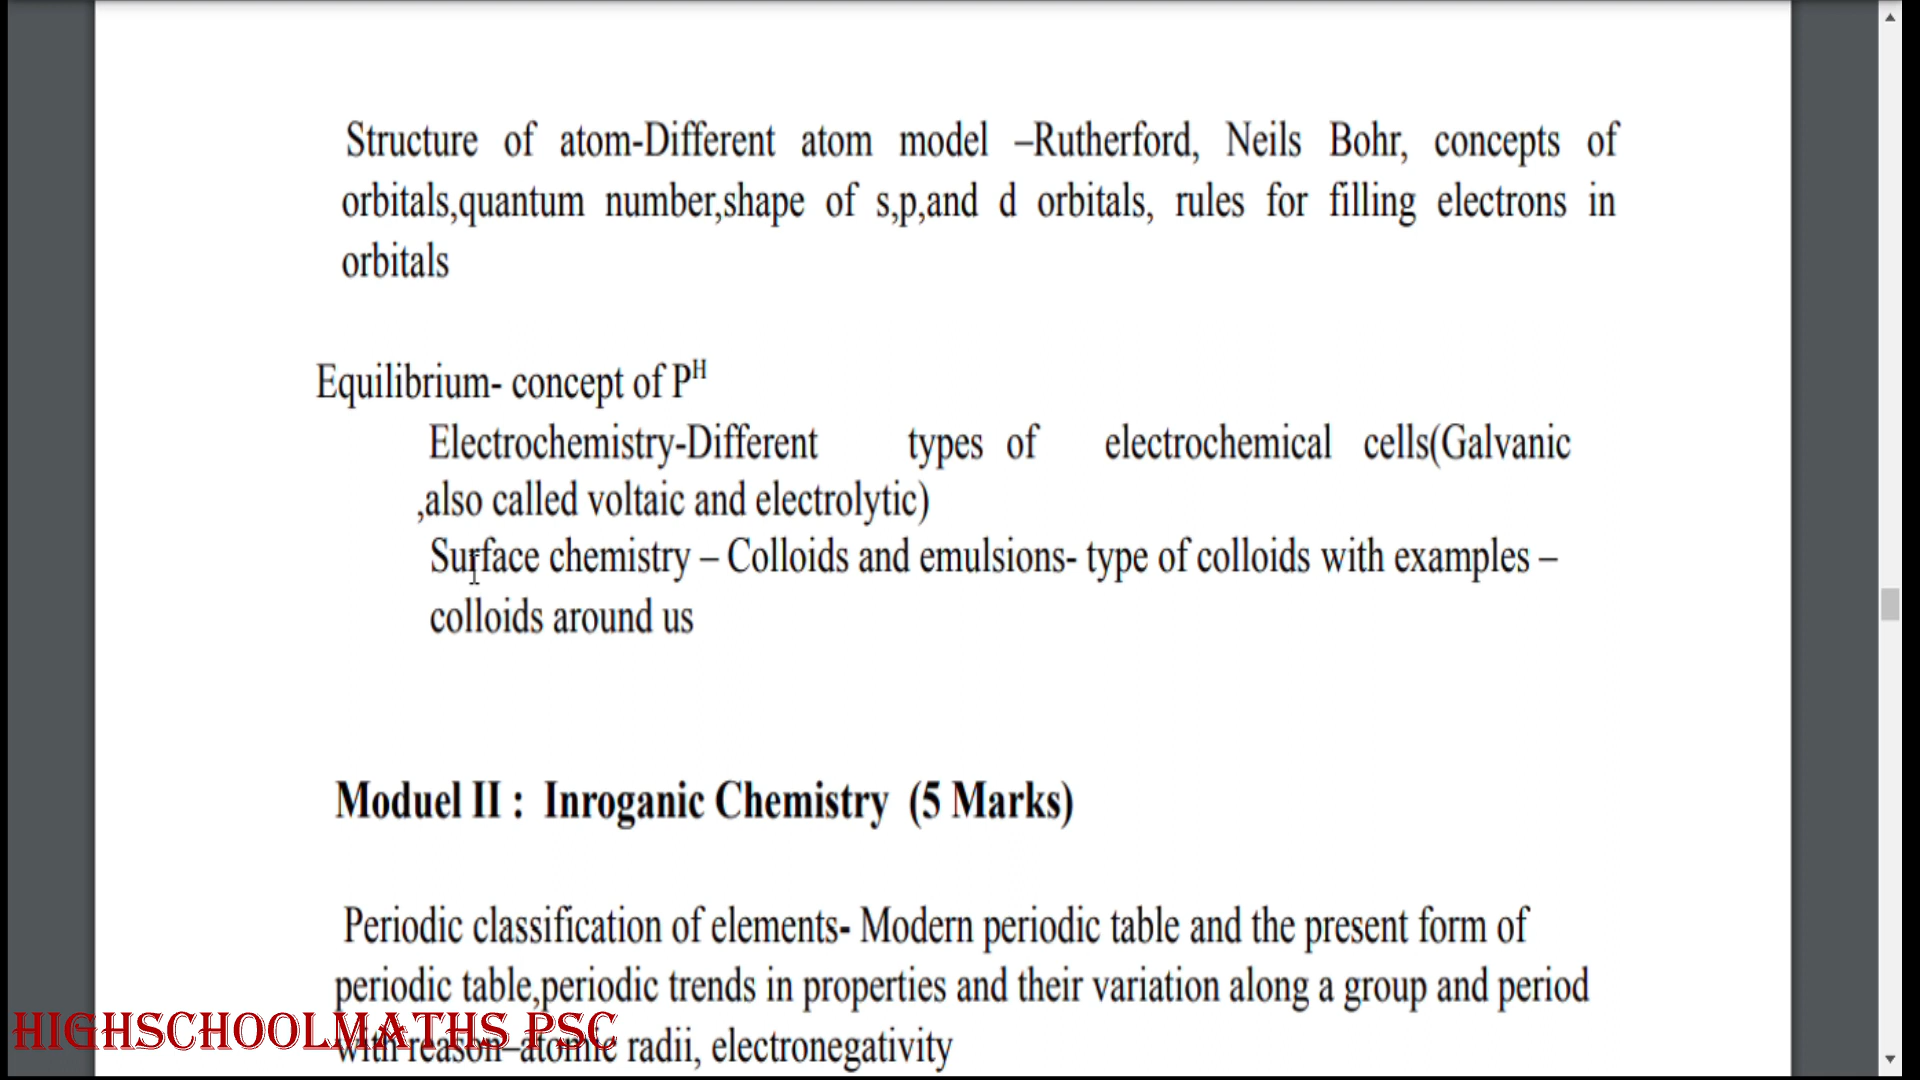 Structure of atom-Different atom model –Rutherford, Neils Bohr, concepts of
orbitals,quantum number,shape of s,p,and d orbitals, rules for filling electrons in
orbitals
Equilibrium- concept of Pᴴ
Electrochemistry-Different types of electrochemical cells(Galvanic
,also called voltaic and electrolytic)
Surface chemistry – Colloids and emulsions- type of colloids with examples –
colloids around us
Moduel II : Inroganic Chemistry (5 Marks)
Periodic classification of elements- Modern periodic table and the present form of
periodic table,periodic trends in properties and their variation along a group and period
with reason–atomic radii, electronegativity
HIGHSCHOOLMATHS PSC